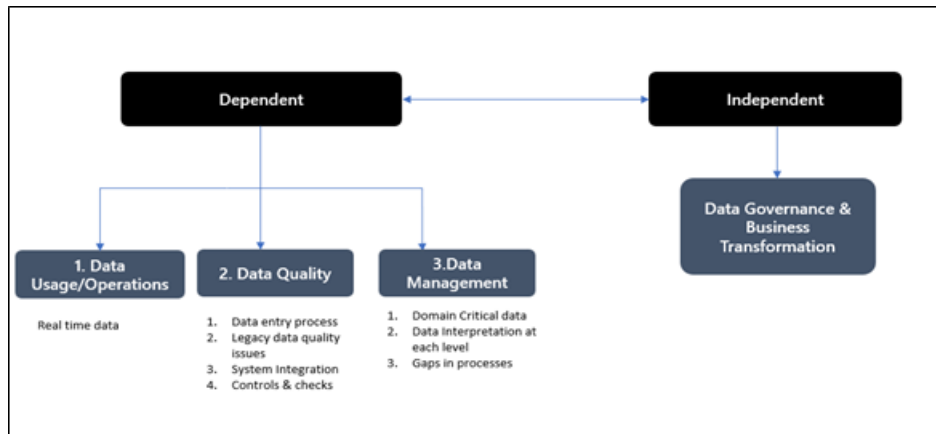 Dependent
Independent
Data Governance &
Business
Transformation
1. Data
Usage/Operations
2. Data Quality
3.Data
Management
Real time data
1. Data entry process
2. Legacy data quality
issues
3. System Integration
4. Controls & checks
1. Domain Critical data
2. Data Interpretation at
each level
3. Gaps in processes